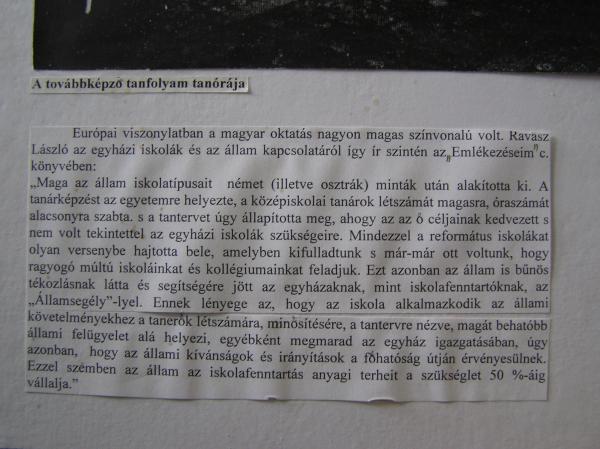 A továbbképző tanfolyam tanórája
Európai viszonylatban a magyar oktatás nagyon magas színvonalú volt. Ravasz
László az egyházi iskolák és az állam kapcsolatáról így ír szintén az „Emlékezéseim" c.
könyvében:
„Maga az állam iskolatípusait német (illetve osztrák) minták után alakította ki. A
tanárképzést az egyetemre helyezte, a középiskolai tanárok létszámát magasra, óraszámát
alacsonyra szabta. s a tantervet úgy állapította meg, ahogy az az ő céljainak kedvezett s
nem volt tekintettel az egyházi iskolák szükségeire. Mindezzel a református iskolákat
olyan versenybe hajtotta bele, amelyben kifulladtunk s már-már ott voltunk, hogy
ragyogó múltú iskoláinkat és kollégiumainkat feladjuk. Ezt azonban az állam is bűnös
tékozlásnak látta és segítségére jött az egyházaknak, mint iskolafenntartóknak, az
„Államsegély"-lyel. Ennek lényege az, hogy az iskola alkalmazkodik az állami
követelményekhez a tanerők létszámára, minősítésére, a tantervre nézve, magát behatóbb
állami felügyelet alá helyezi, egyébként megmarad az egyház igazgatásában, úgy
azonban, hogy az állami kívánságok és irányítások a főhatóság útján érvényesülnek.
Ezzel szemben az állam az iskolafenntartás anyagi terheit a szükséglet 50 %-áig
vállalja."